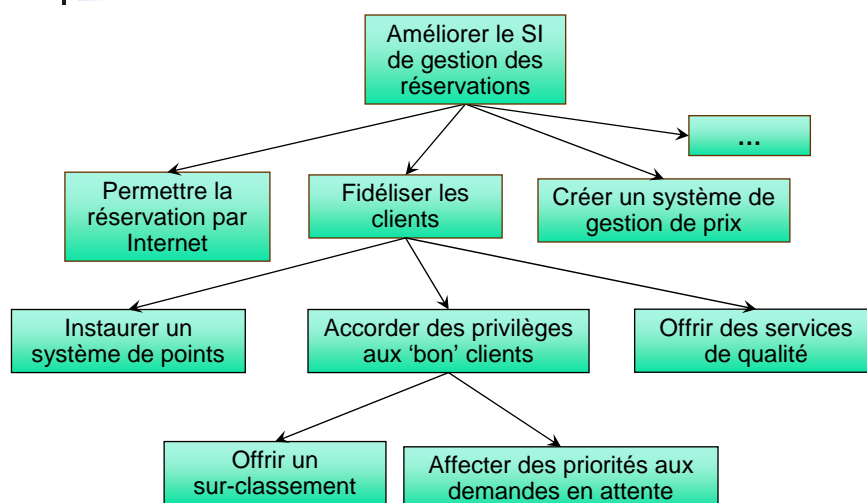 Améliorer le SI
de gestion des
réservations
...
Permettre la
réservation par
Internet
Fidéliser les
clients
Créer un système de
gestion de prix
Instaurer un
système de points
Accorder des privilèges
aux ‘bon’ clients
Offrir des services
de qualité
Offrir un
sur-classement
Affecter des priorités aux
demandes en attente